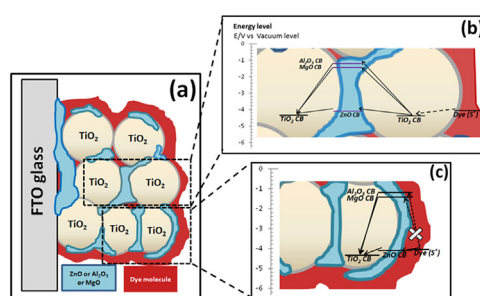 (a)
FTO glass
TiO₂
TiO₂
TiO₂
TiO₂
TiO₂
TiO₂
TiO₂
ZnO or Al₂O₃
or MgO
Dye molecule
(b)
Energy level
E/V vs Vacuum level
0
-1
-2
-3
-4
-5
-6
Al₂O₃ CB
MgO CB
TiO₂ CB
ZnO CB
TiO₂ CB
Dye (S*)
(c)
0
-1
-2
-3
-4
-5
-6
Al₂O₃ CB
MgO CB
TiO₂ CB
ZnO CB
Dye (S*)